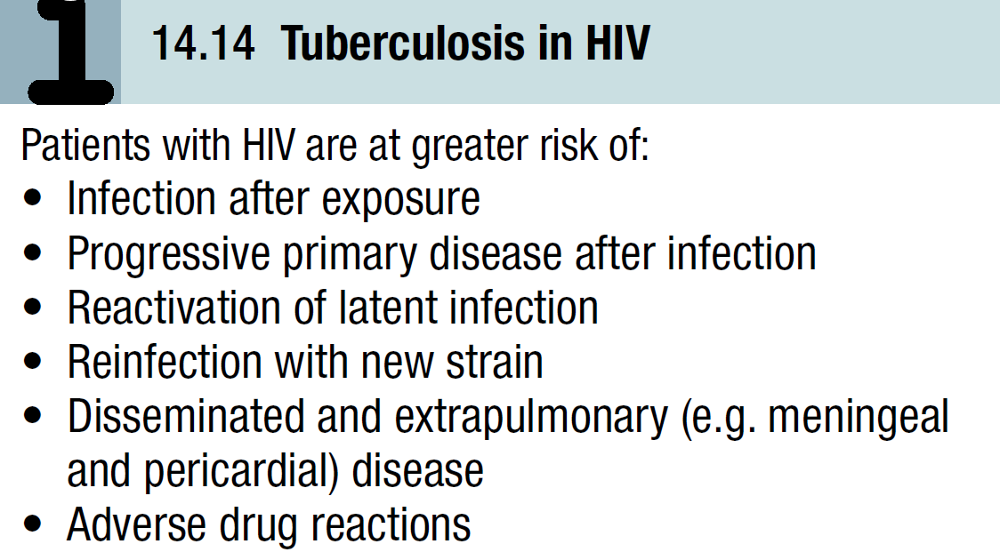 i 14.14 Tuberculosis in HIV
Patients with HIV are at greater risk of:
• Infection after exposure
• Progressive primary disease after infection
• Reactivation of latent infection
• Reinfection with new strain
• Disseminated and extrapulmonary (e.g. meningeal
and pericardial) disease
• Adverse drug reactions